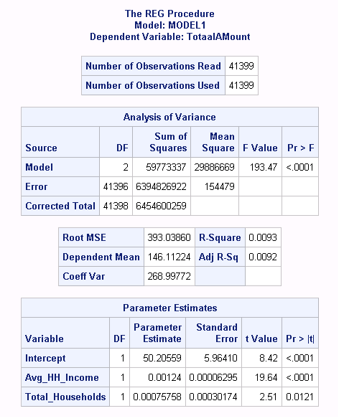 The REG Procedure
Model: MODEL1
Dependent Variable: TotaalAMount
Number of Observations Read 41399
Number of Observations Used 41399
Analysis of Variance
Source DF Sum of Squares Mean Square F Value Pr > F
Model 2 59773337 29886669 193.47 <.0001
Error 41396 6394826922 154479
Corrected Total 41398 6454600259
Root MSE 393.03860 R-Square 0.0093
Dependent Mean 146.11224 Adj R-Sq 0.0092
Coeff Var 268.99772
Parameter Estimates
Variable DF Parameter Estimate Standard Error t Value Pr > |t|
Intercept 1 50.20559 5.96410 8.42 <.0001
Avg_HH_Income 1 0.00124 0.00006295 19.64 <.0001
Total_Households 1 0.00075758 0.00030174 2.51 0.0121